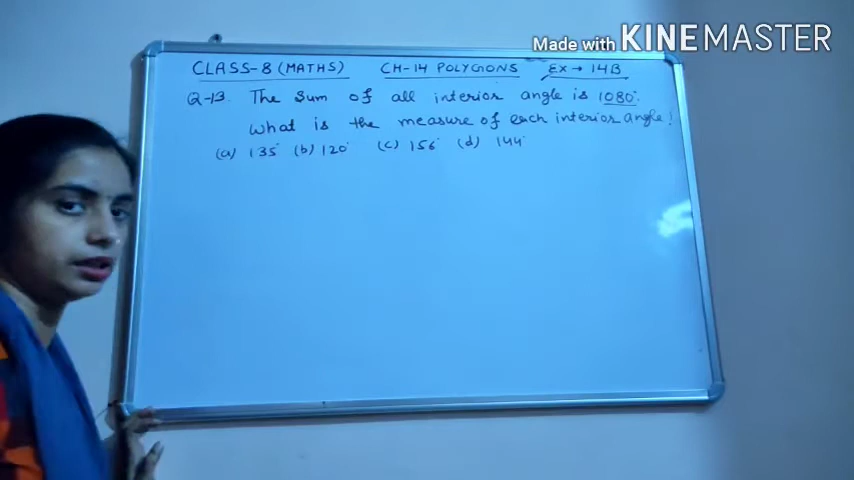 Made with KINEMASTER
CLASS-8 (MATHS) CH-14 POLYGONS EX → 14B
Q-13. The sum of all interior angle is 1080°.
What is the measure of each interior angle?
(a) 135° (b) 120° (c) 156° (d) 144°